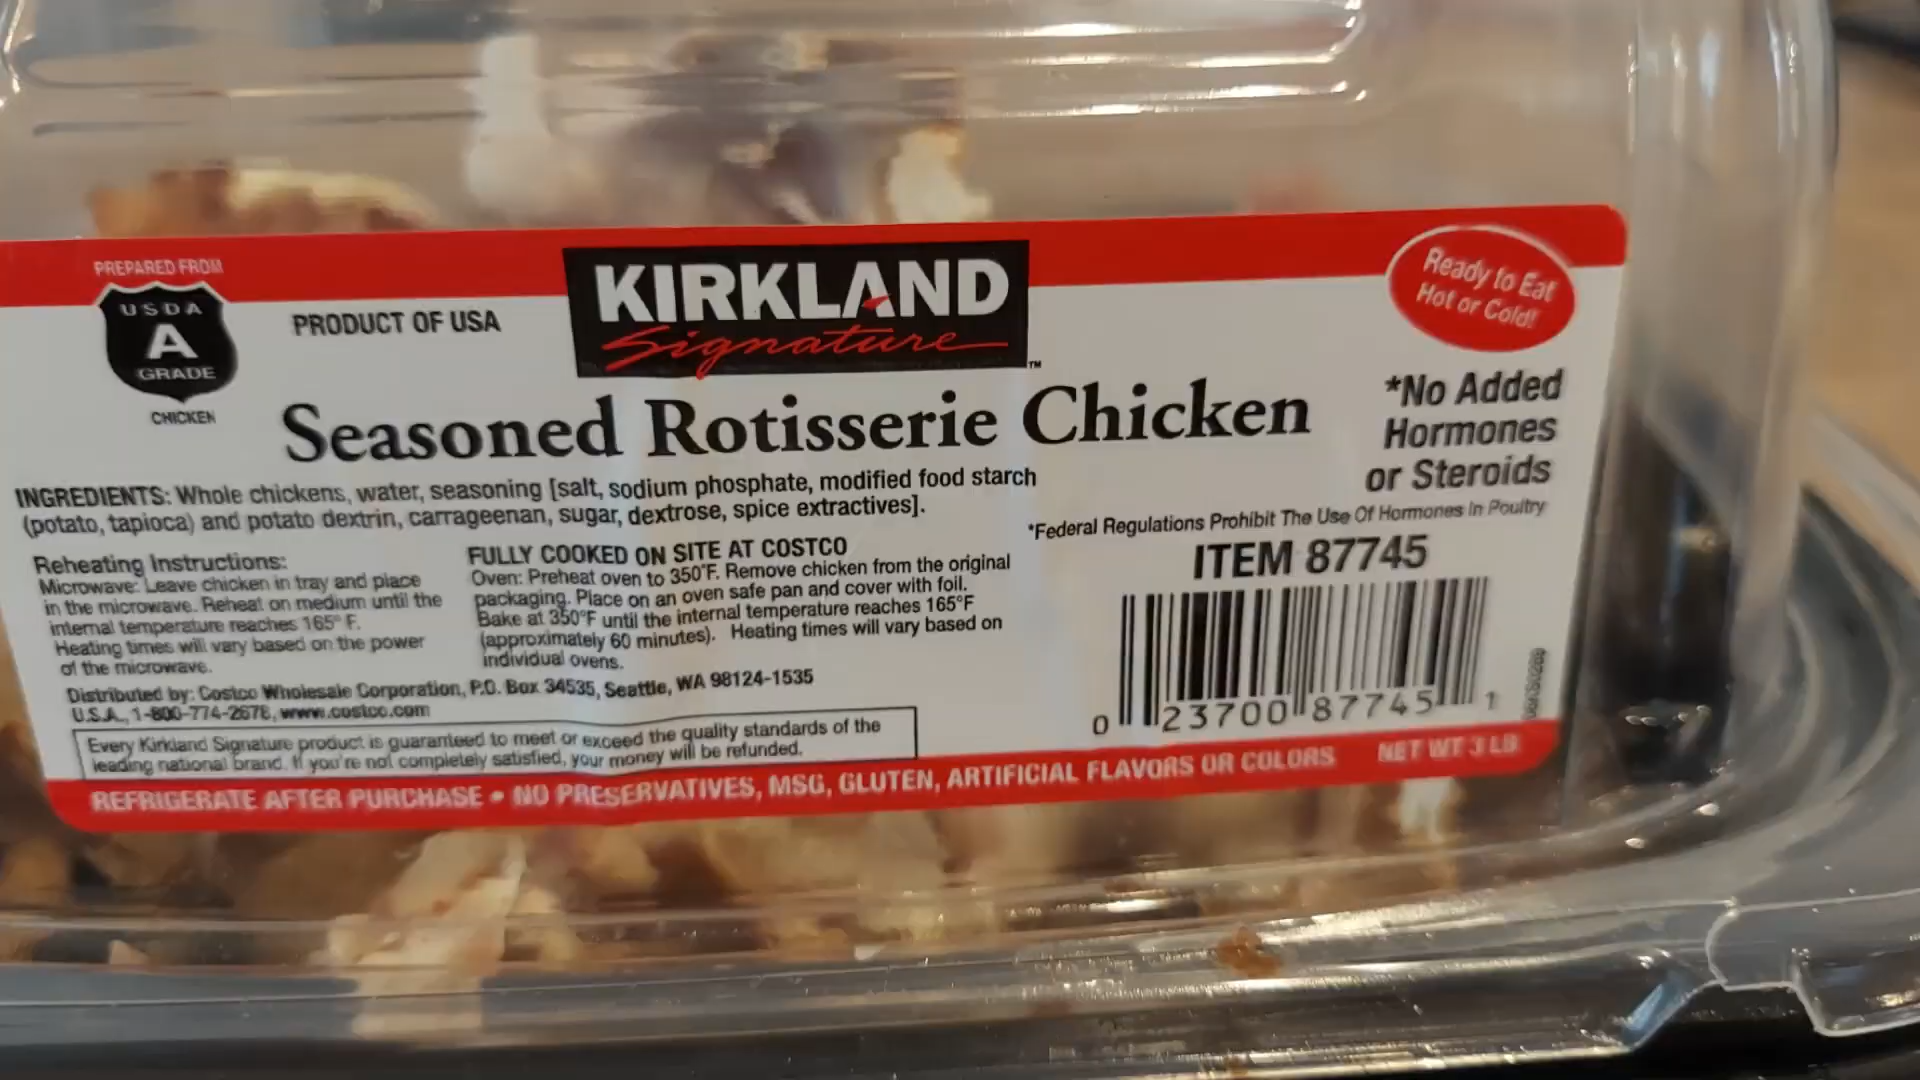 PREPARED FROM
USDA
A
GRADE
CHICKEN
PRODUCT OF USA
KIRKLAND
Signature™
Ready to Eat
Hot or Cold!
Seasoned Rotisserie Chicken
*No Added
Hormones
or Steroids
*Federal Regulations Prohibit The Use Of Hormones In Poultry
INGREDIENTS: Whole chickens, water, seasoning [salt, sodium phosphate, modified food starch
(potato, tapioca) and potato dextrin, carrageenan, sugar, dextrose, spice extractives].
Reheating Instructions:
Microwave: Leave chicken in tray and place
in the microwave. Reheat on medium until the
internal temperature reaches 165° F.
Heating times will vary based on the power
of the microwave.
FULLY COOKED ON SITE AT COSTCO
Oven: Preheat oven to 350°F. Remove chicken from the original
packaging. Place on an oven safe pan and cover with foil.
Bake at 350°F until the internal temperature reaches 165°F
(approximately 60 minutes). Heating times will vary based on
individual ovens.
Distributed by: Costco Wholesale Corporation, P.O. Box 34535, Seattle, WA 98124-1535
U.S.A., 1-800-774-2678, www.costco.com
Every Kirkland Signature product is guaranteed to meet or exceed the quality standards of the
leading national brand. If you're not completely satisfied, your money will be refunded.
ITEM 87745
0 23700 87745 1
REFRIGERATE AFTER PURCHASE • NO PRESERVATIVES, MSG, GLUTEN, ARTIFICIAL FLAVORS OR COLORS
NET WT 3 LB